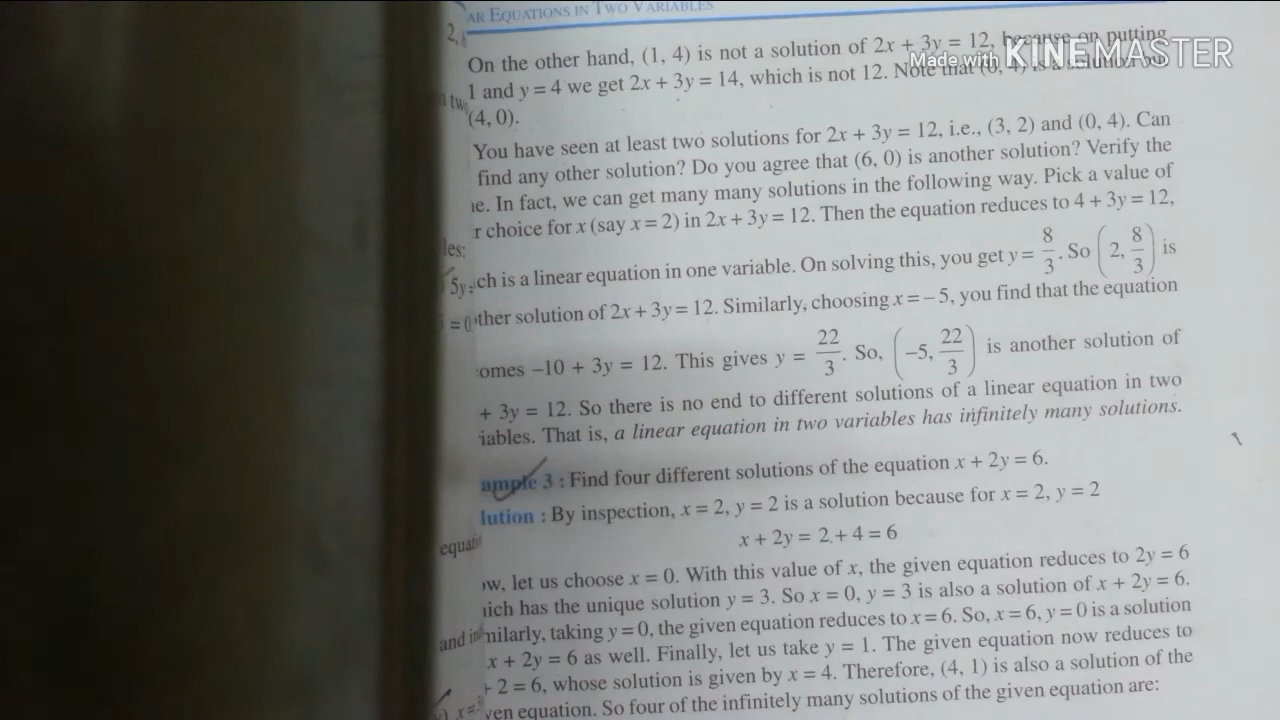 AR EQUATIONS IN TWO VARIABLES
On the other hand, (1, 4) is not a solution of 2x + 3y = 12, because on putting
1 and y = 4 we get 2x + 3y = 14, which is not 12. Note that (0, 4) is a solution
(4, 0).
Made with KINEMASTER
You have seen at least two solutions for 2x + 3y = 12, i.e., (3, 2) and (0, 4). Can
find any other solution? Do you agree that (6, 0) is another solution? Verify the
e. In fact, we can get many many solutions in the following way. Pick a value of
r choice for x (say x = 2) in 2x + 3y = 12. Then the equation reduces to 4 + 3y = 12,
ch is a linear equation in one variable. On solving this, you get y = 8/3. So (2, 8/3) is
ther solution of 2x + 3y = 12. Similarly, choosing x = – 5, you find that the equation
omes –10 + 3y = 12. This gives y = 22/3. So, (–5, 22/3) is another solution of
+ 3y = 12. So there is no end to different solutions of a linear equation in two
iables. That is, a linear equation in two variables has infinitely many solutions.
ample 3 : Find four different solutions of the equation x + 2y = 6.
lution : By inspection, x = 2, y = 2 is a solution because for x = 2, y = 2
x + 2y = 2 + 4 = 6
ow, let us choose x = 0. With this value of x, the given equation reduces to 2y = 6
ich has the unique solution y = 3. So x = 0, y = 3 is also a solution of x + 2y = 6.
milarly, taking y = 0, the given equation reduces to x = 6. So, x = 6, y = 0 is a solution
x + 2y = 6 as well. Finally, let us take y = 1. The given equation now reduces to
+ 2 = 6, whose solution is given by x = 4. Therefore, (4, 1) is also a solution of the
ven equation. So four of the infinitely many solutions of the given equation are: